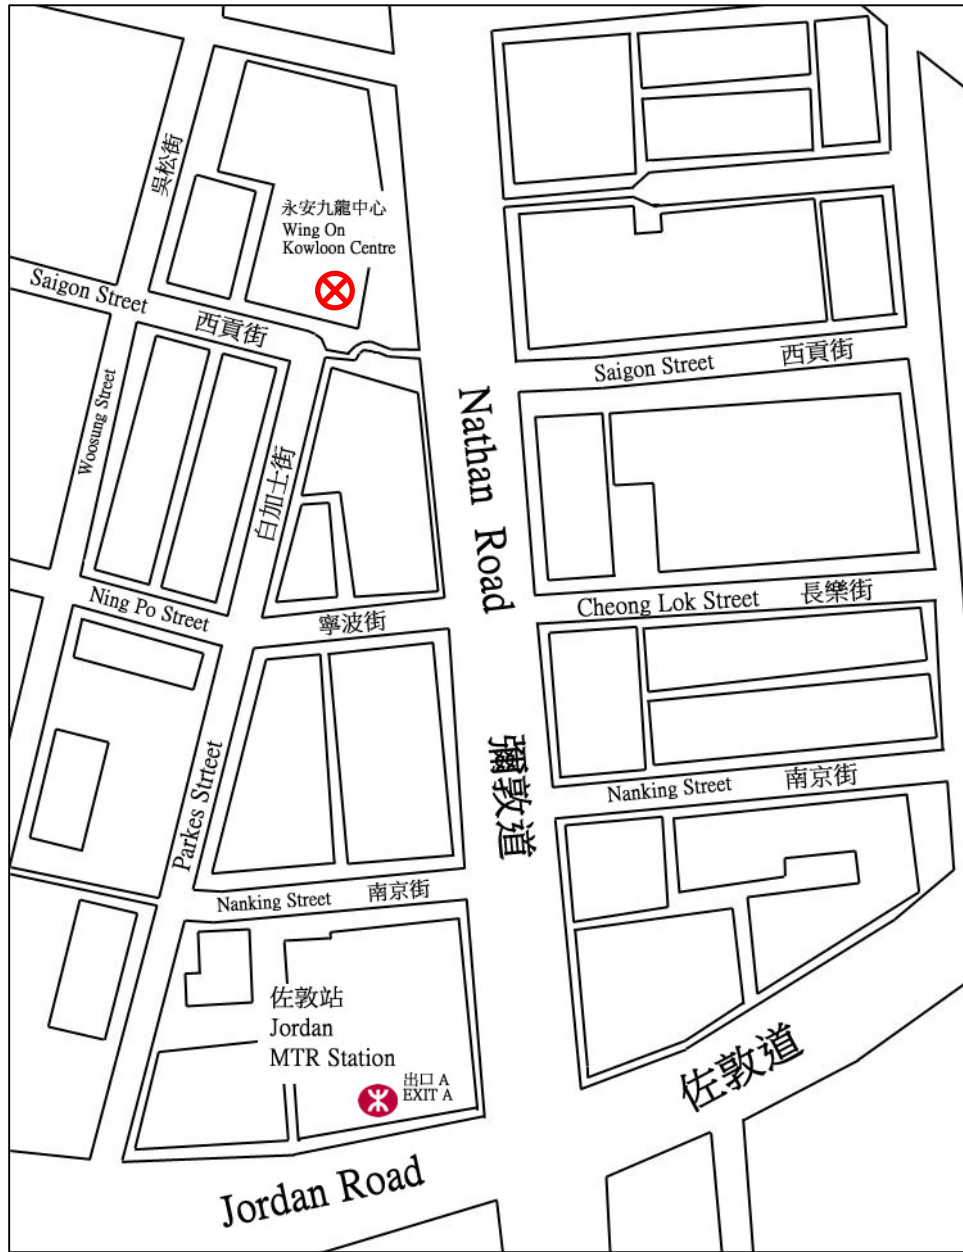 吳松街
永安九龍中心
Wing On
Kowloon Centre
Saigon Street
西貢街
Saigon Street
西貢街
Woosung Street
白加士街
Nathan Road
Ning Po Street
寧波街
Cheong Lok Street
長樂街
彌敦道
Parkes Strteet
Nanking Street
南京街
Nanking Street
南京街
佐敦站
Jordan
MTR Station
出口 A
EXIT A
佐敦道
Jordan Road